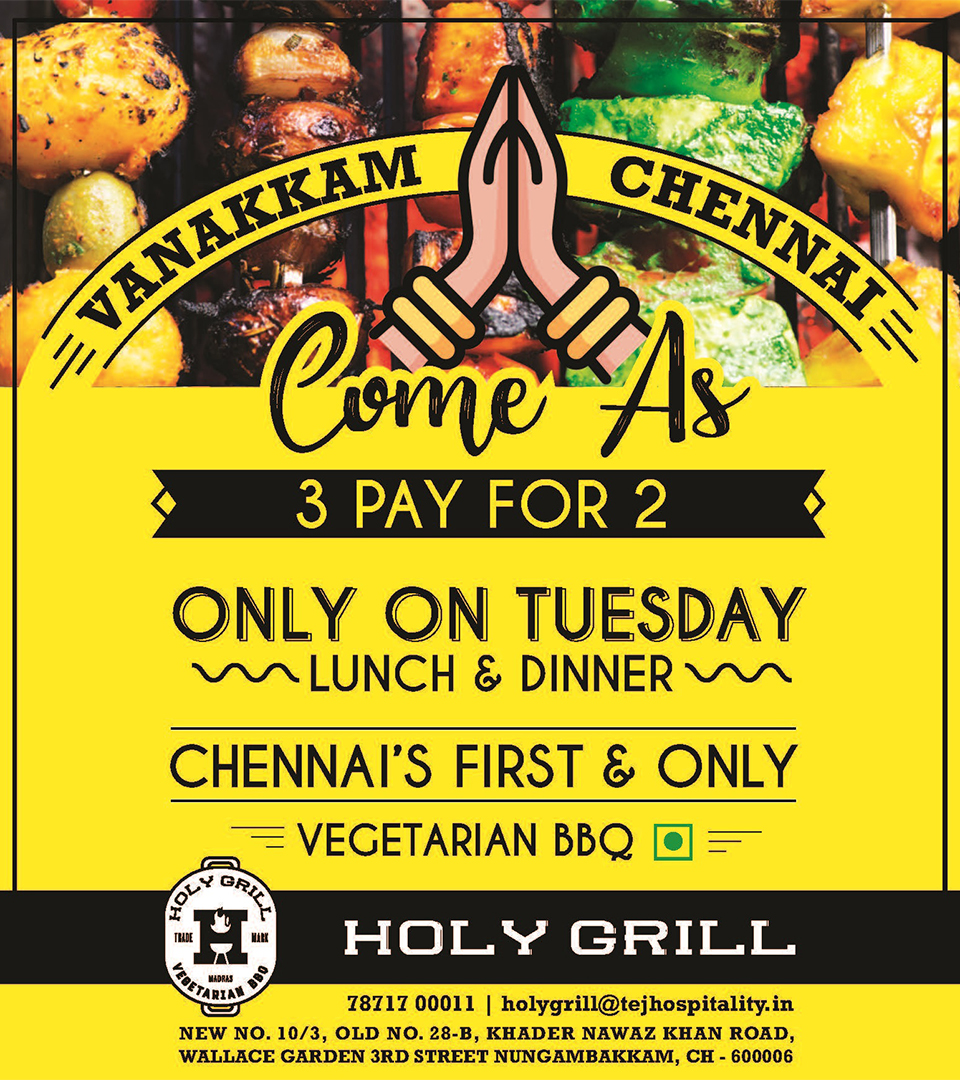 VANAKKAM CHENNAI
Come As
3 PAY FOR 2
ONLY ON TUESDAY
LUNCH & DINNER
CHENNAI'S FIRST & ONLY
VEGETARIAN BBQ
HOLY GRILL
H
TRADE MARK
MADRAS
VEGETARIAN BBQ
HOLY GRILL
78717 00011 | holygrill@tejhospitality.in
NEW NO. 10/3, OLD NO. 28-B, KHADER NAWAZ KHAN ROAD,
WALLACE GARDEN 3RD STREET NUNGAMBAKKAM, CH - 600006